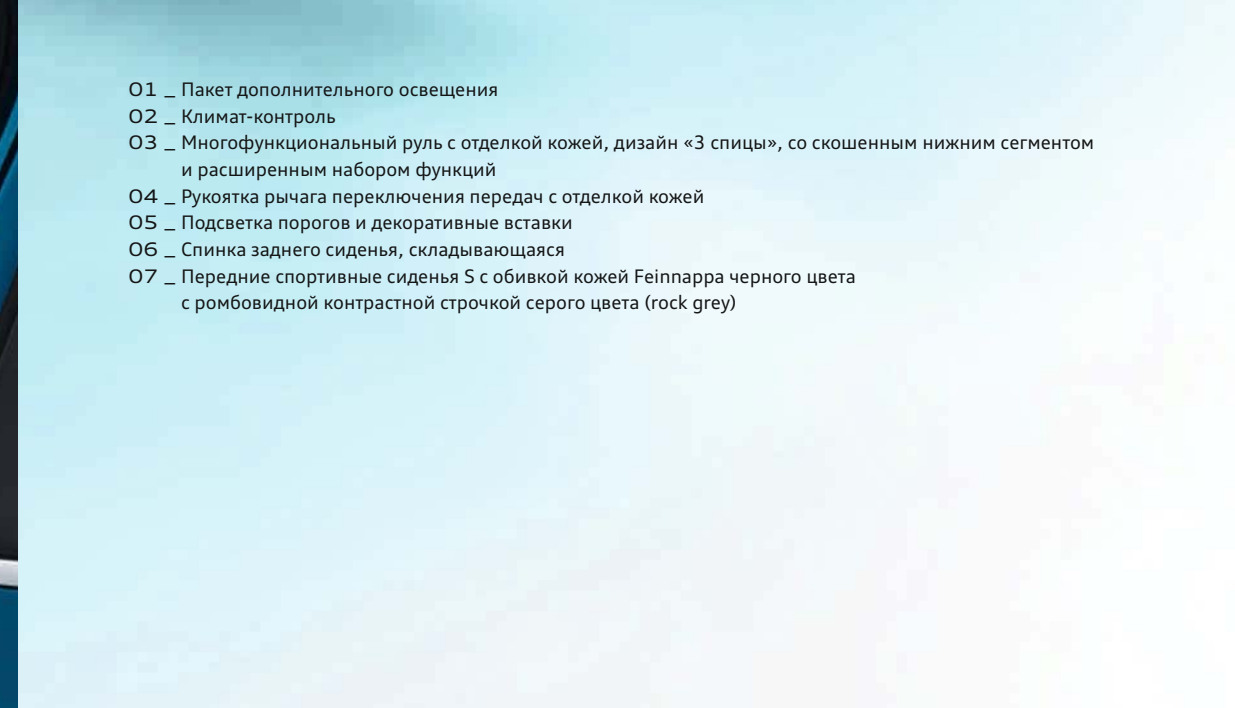 01 _ Пакет дополнительного освещения
02 _ Климат-контроль
03 _ Многофункциональный руль с отделкой кожей, дизайн «3 спицы», со скошенным нижним сегментом
и расширенным набором функций
04 _ Рукоятка рычага переключения передач с отделкой кожей
05 _ Подсветка порогов и декоративные вставки
06 _ Спинка заднего сиденья, складывающаяся
07 _ Передние спортивные сиденья S с обивкой кожей Feinnappa черного цвета
с ромбовидной контрастной строчкой серого цвета (rock grey)